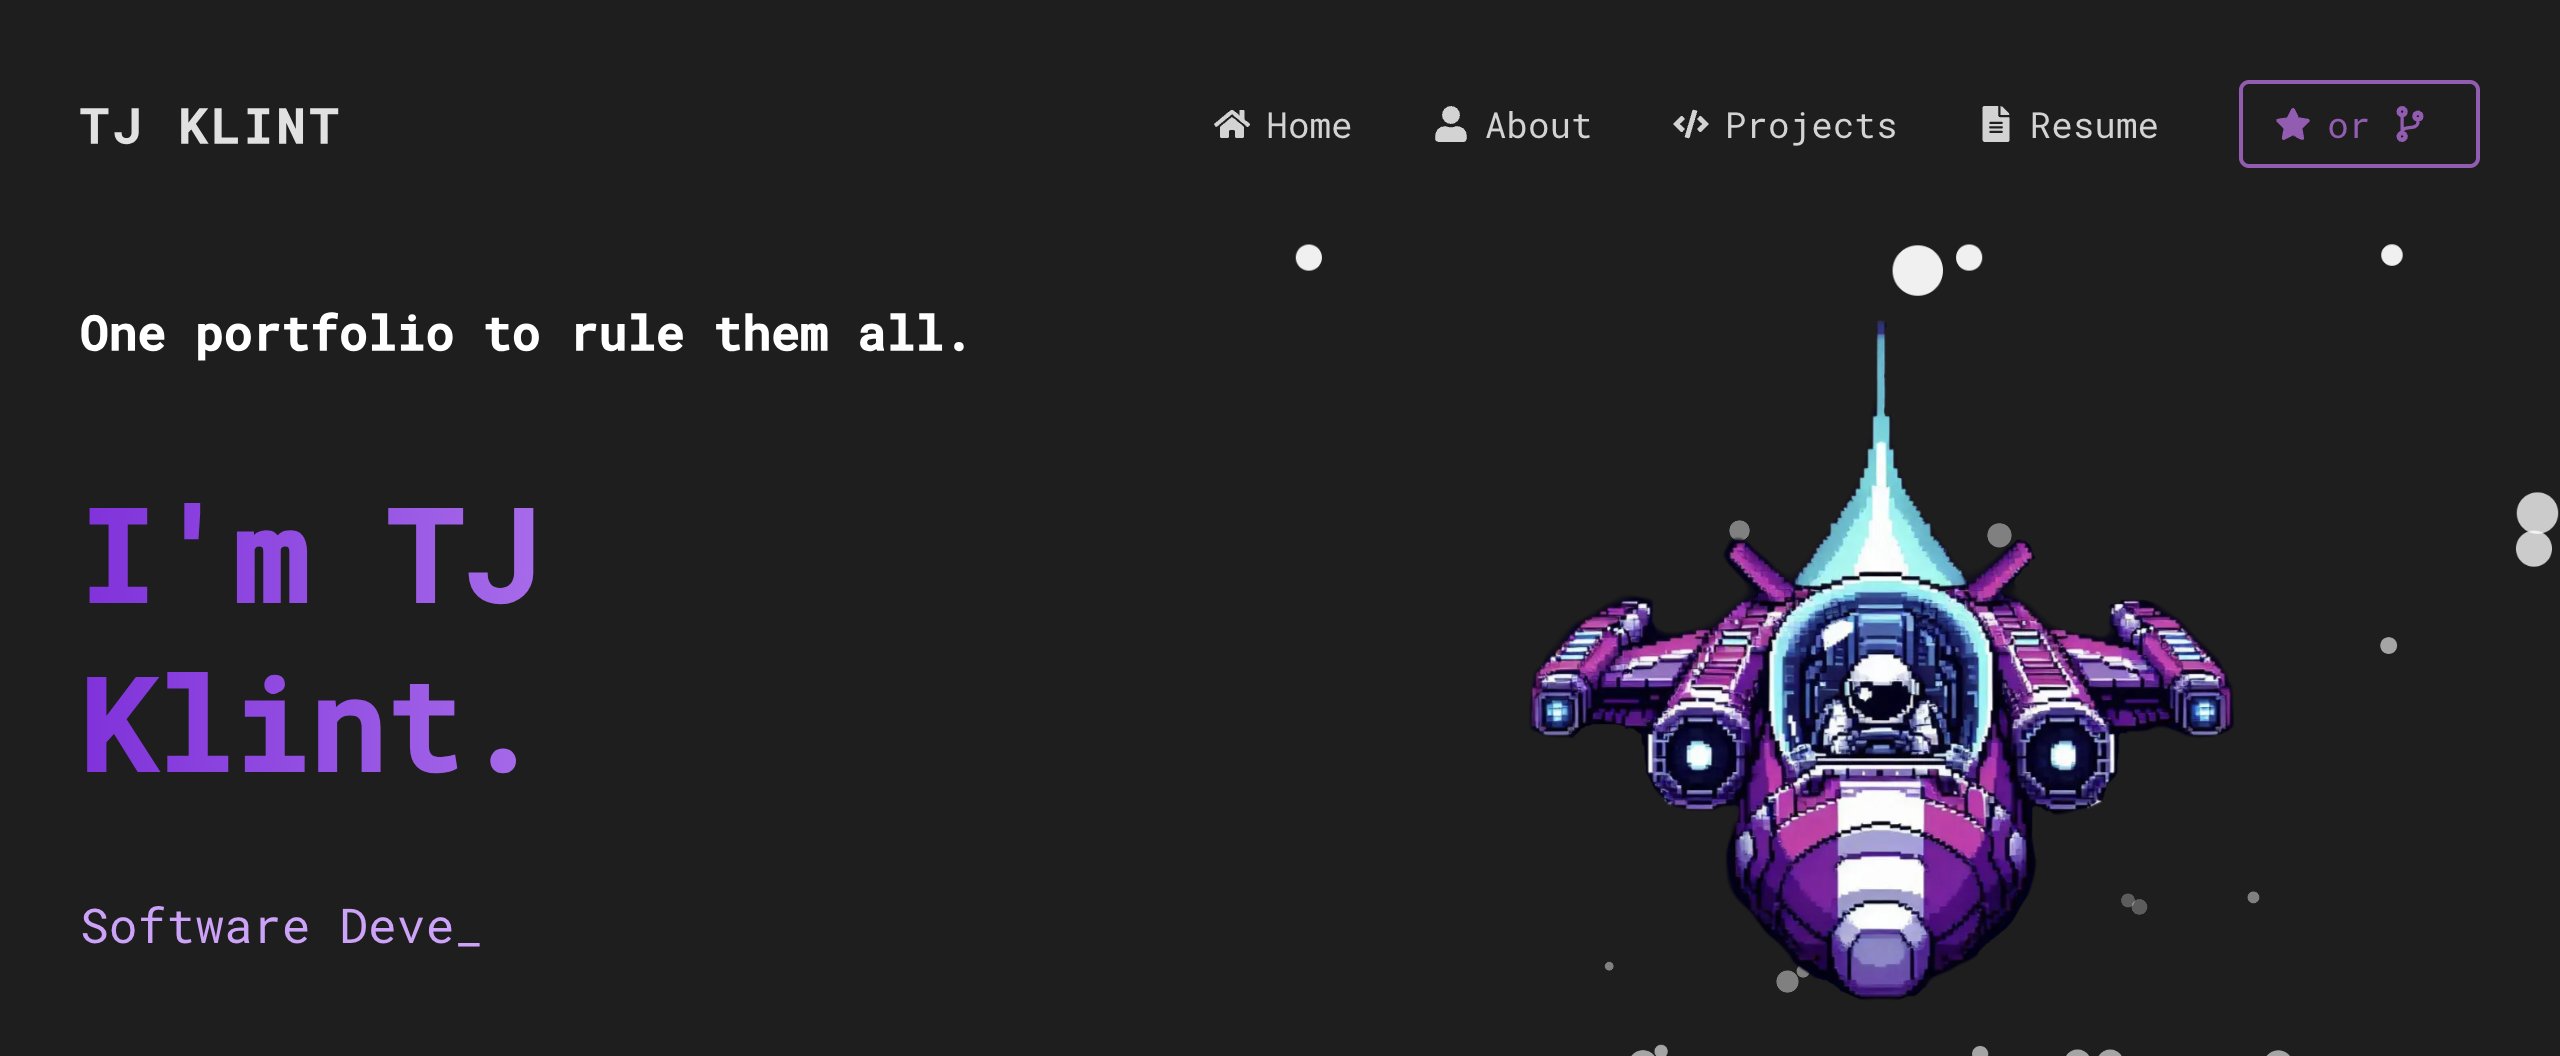 TJ KLINT
Home About Projects Resume or
One portfolio to rule them all.
I'm TJ
Klint.
Software Deve_